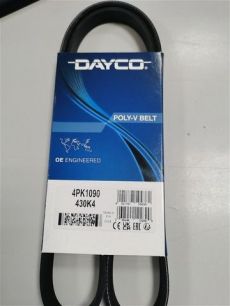 DAYCO
POLY-V BELT
OE ENGINEERED
4PK1090
430K4